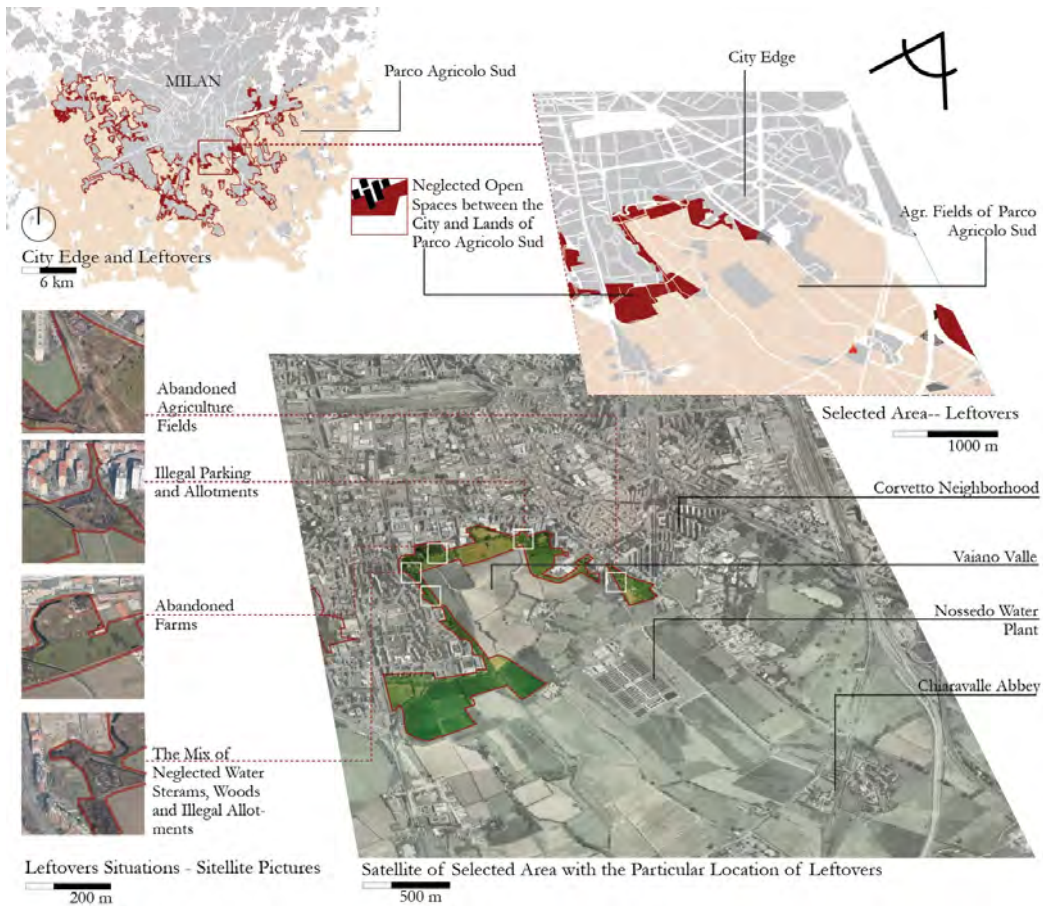 MILAN
Parco Agricolo Sud
City Edge
Neglected Open
Spaces between the
City and Lands of
Parco Agricolo Sud
Agr. Fields of Parco
Agricolo Sud
City Edge and Leftovers
6 km
Selected Area-- Leftovers
1000 m
Abandoned
Agriculture
Fields
Illegal Parking
and Allotments
Abandoned
Farms
The Mix of
Neglected Water
Sterams, Woods
and Illegal Allot-
ments
Corvetto Neighborhood
Vaiano Valle
Nossedo Water
Plant
Chiaravalle Abbey
Leftovers Situations - Sitellite Pictures
200 m
Satellite of Selected Area with the Particular Location of Leftovers
500 m